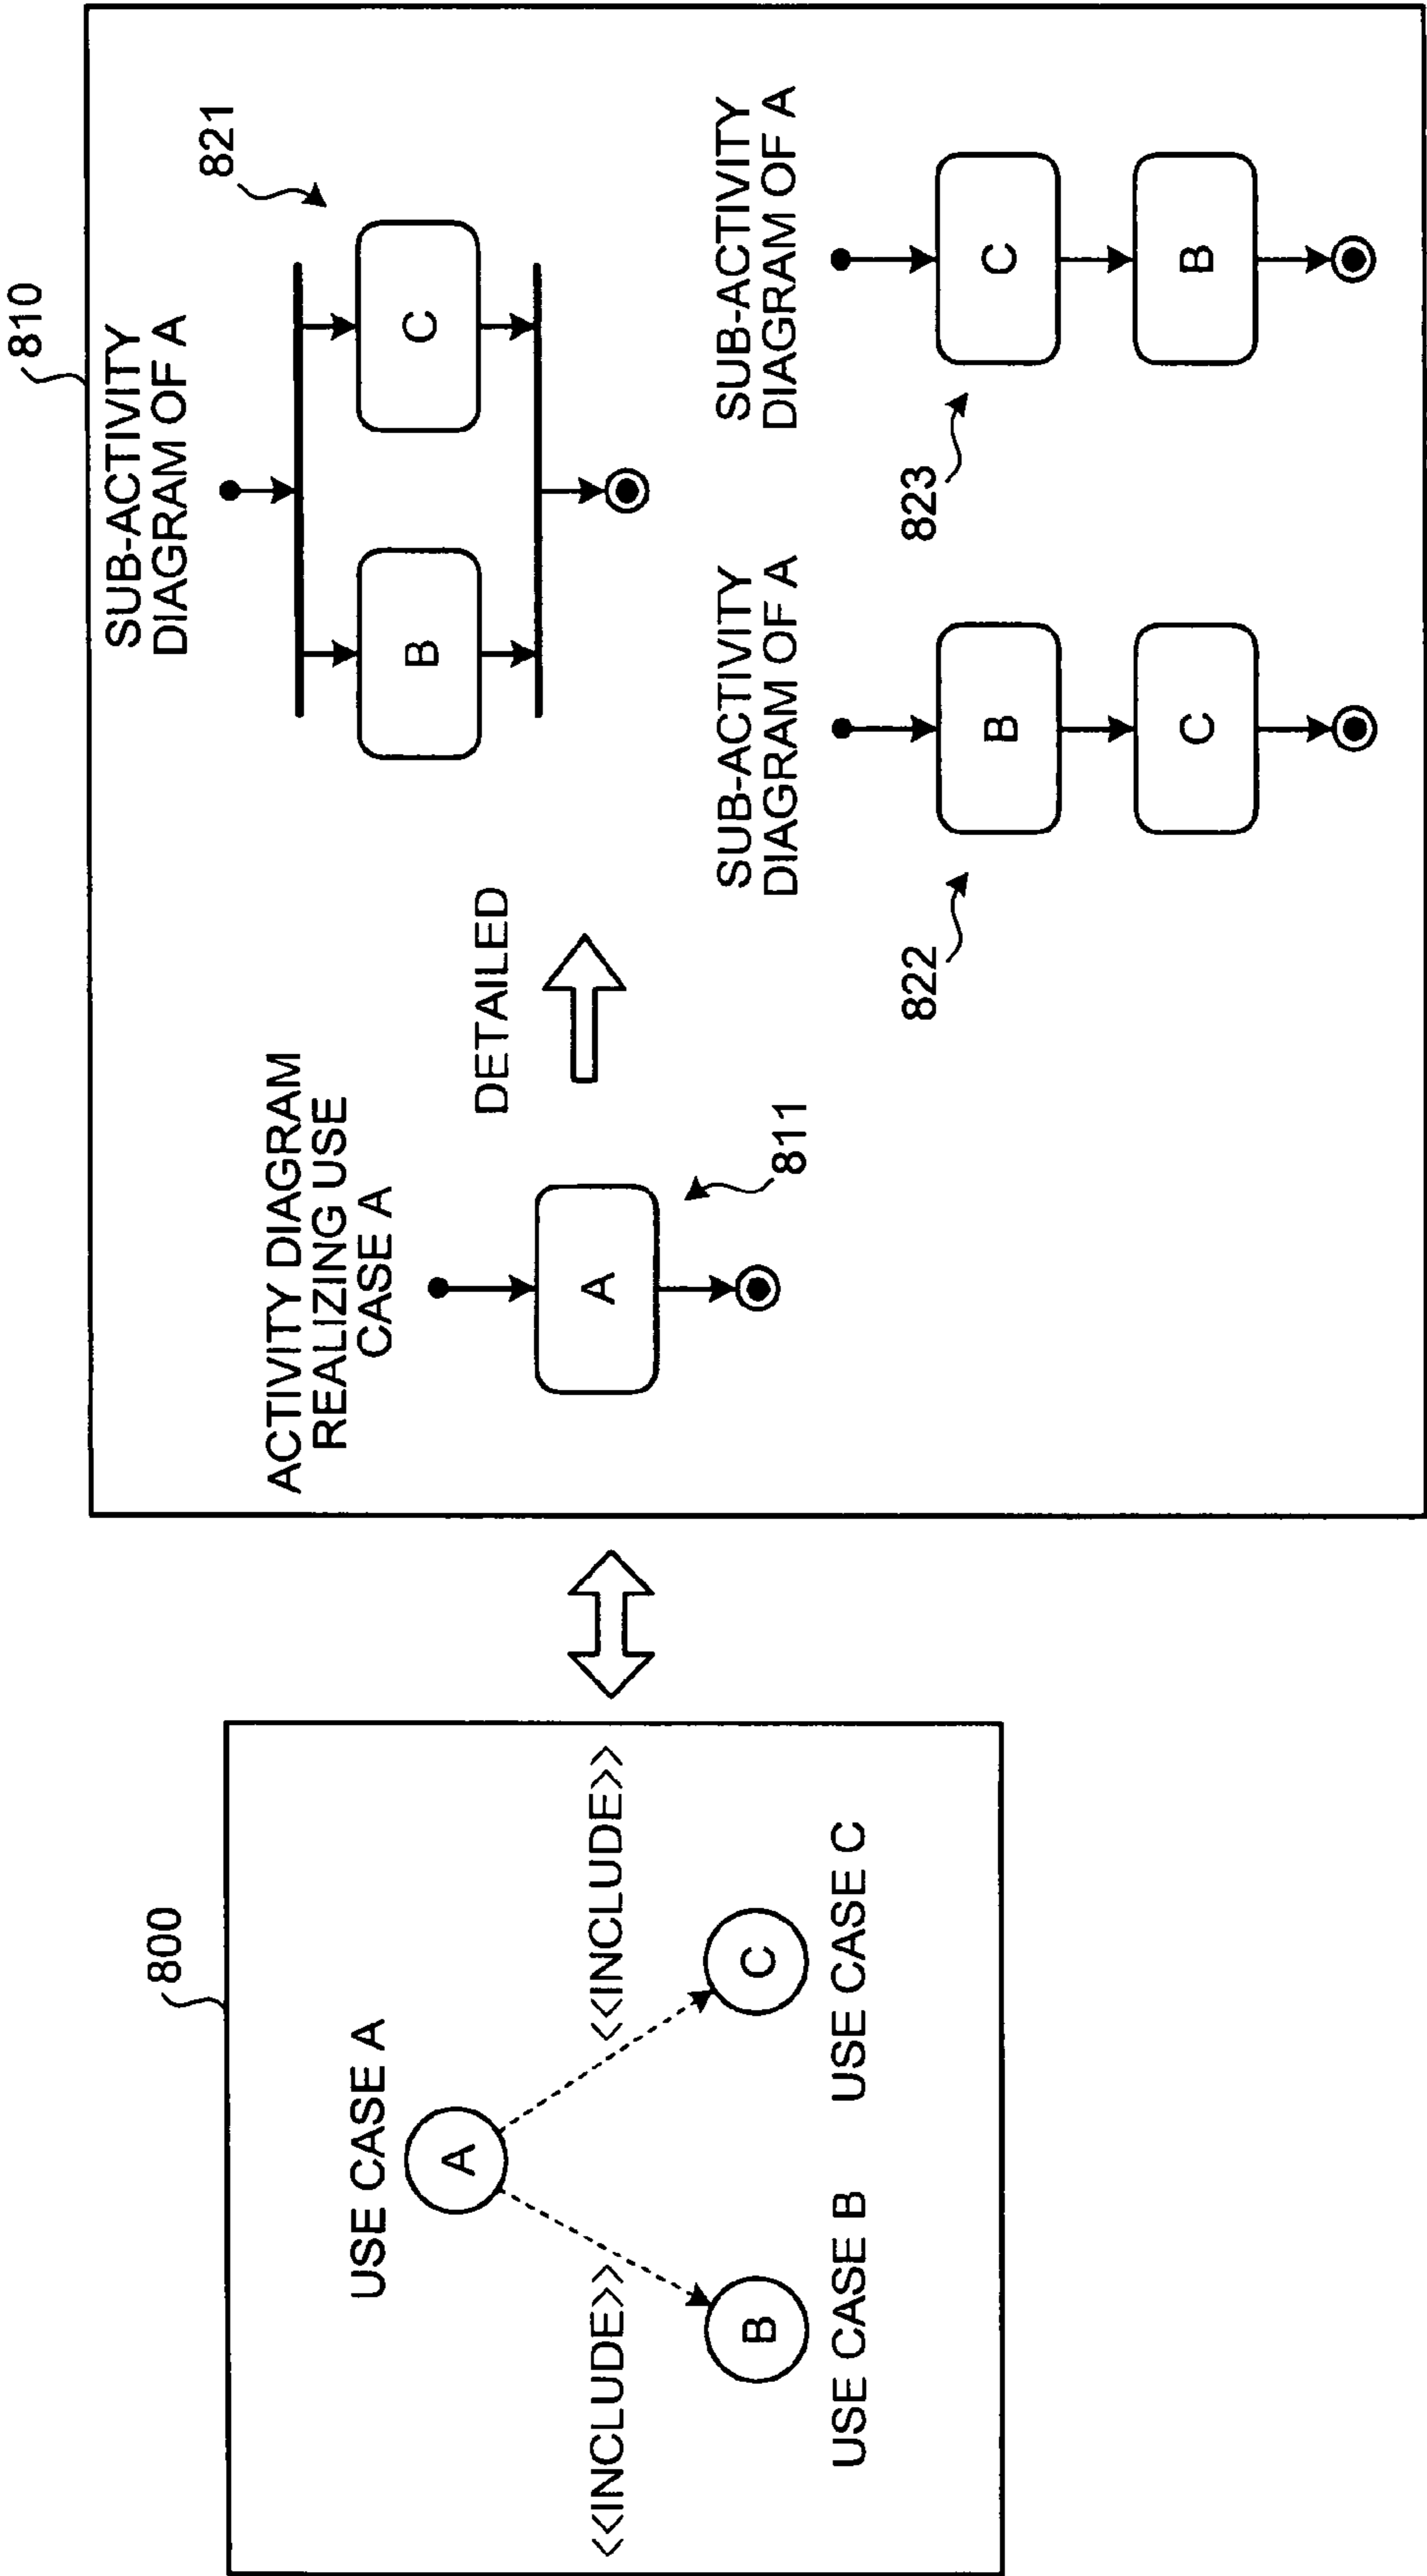 800
USE CASE A
A
<<INCLUDE>>
<<INCLUDE>>
B
C
USE CASE B
USE CASE C
810
ACTIVITY DIAGRAM
REALIZING USE
CASE A
A
811
DETAILED
SUB-ACTIVITY
DIAGRAM OF A
821
B
C
SUB-ACTIVITY
DIAGRAM OF A
822
B
C
SUB-ACTIVITY
DIAGRAM OF A
823
C
B